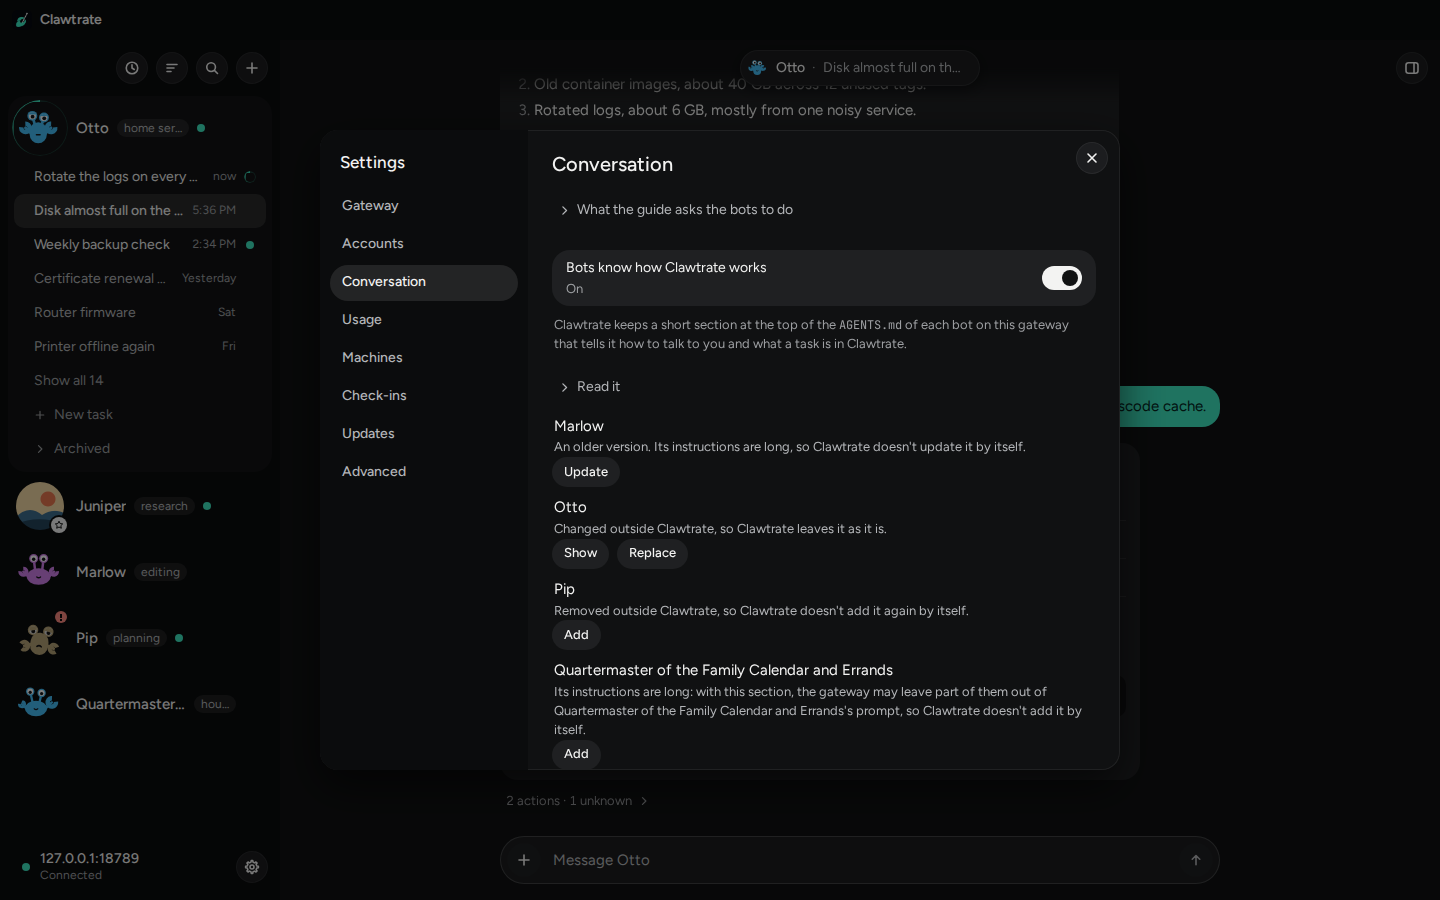 Clawtrate
Otto · Disk almost full on th...
2. Old container images, about 40 GB across 12 unused tags.
3. Rotated logs, about 6 GB, mostly from one noisy service.
Otto home ser...
Rotate the logs on every ... now
Disk almost full on the ... 5:36 PM
Weekly backup check 2:34 PM
Certificate renewal ... Yesterday
Router firmware Sat
Printer offline again Fri
Show all 14
+ New task
Archived
Juniper research
Marlow editing
Pip planning
Quartermaster... hou...
127.0.0.1:18789
Connected
Settings
Gateway
Accounts
Conversation
Usage
Machines
Check-ins
Updates
Advanced
Conversation
What the guide asks the bots to do
Bots know how Clawtrate works
On
Clawtrate keeps a short section at the top of the AGENTS.md of each bot on this gateway
that tells it how to talk to you and what a task is in Clawtrate.
Read it
Marlow
An older version. Its instructions are long, so Clawtrate doesn't update it by itself.
Update
Otto
Changed outside Clawtrate, so Clawtrate leaves it as it is.
Show Replace
Pip
Removed outside Clawtrate, so Clawtrate doesn't add it again by itself.
Add
Quartermaster of the Family Calendar and Errands
Its instructions are long: with this section, the gateway may leave part of them out of
Quartermaster of the Family Calendar and Errands's prompt, so Clawtrate doesn't add it by
itself.
Add
scode cache.
2 actions · 1 unknown
Message Otto